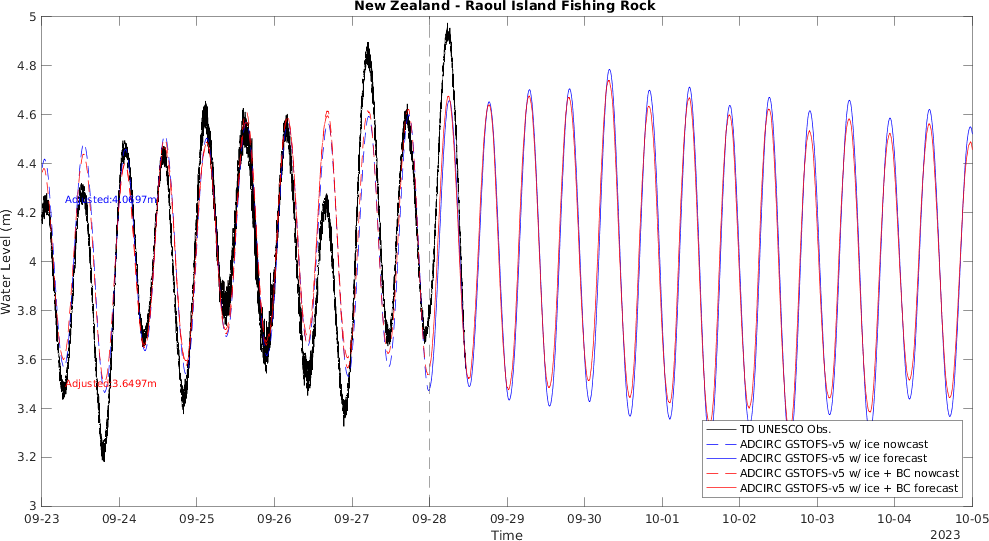 New Zealand - Raoul Island Fishing Rock
5
4.8
4.6
4.4
4.2
4
3.8
3.6
3.4
3.2
3
Water Level (m)
Adjusted:4.0697m
Adjusted:3.6497m
TD UNESCO Obs.
ADCIRC GSTOFS-v5 w/ ice nowcast
ADCIRC GSTOFS-v5 w/ ice forecast
ADCIRC GSTOFS-v5 w/ ice + BC nowcast
ADCIRC GSTOFS-v5 w/ ice + BC forecast
09-23 09-24 09-25 09-26 09-27 09-28 09-29 09-30 10-01 10-02 10-03 10-04 10-05
Time
2023